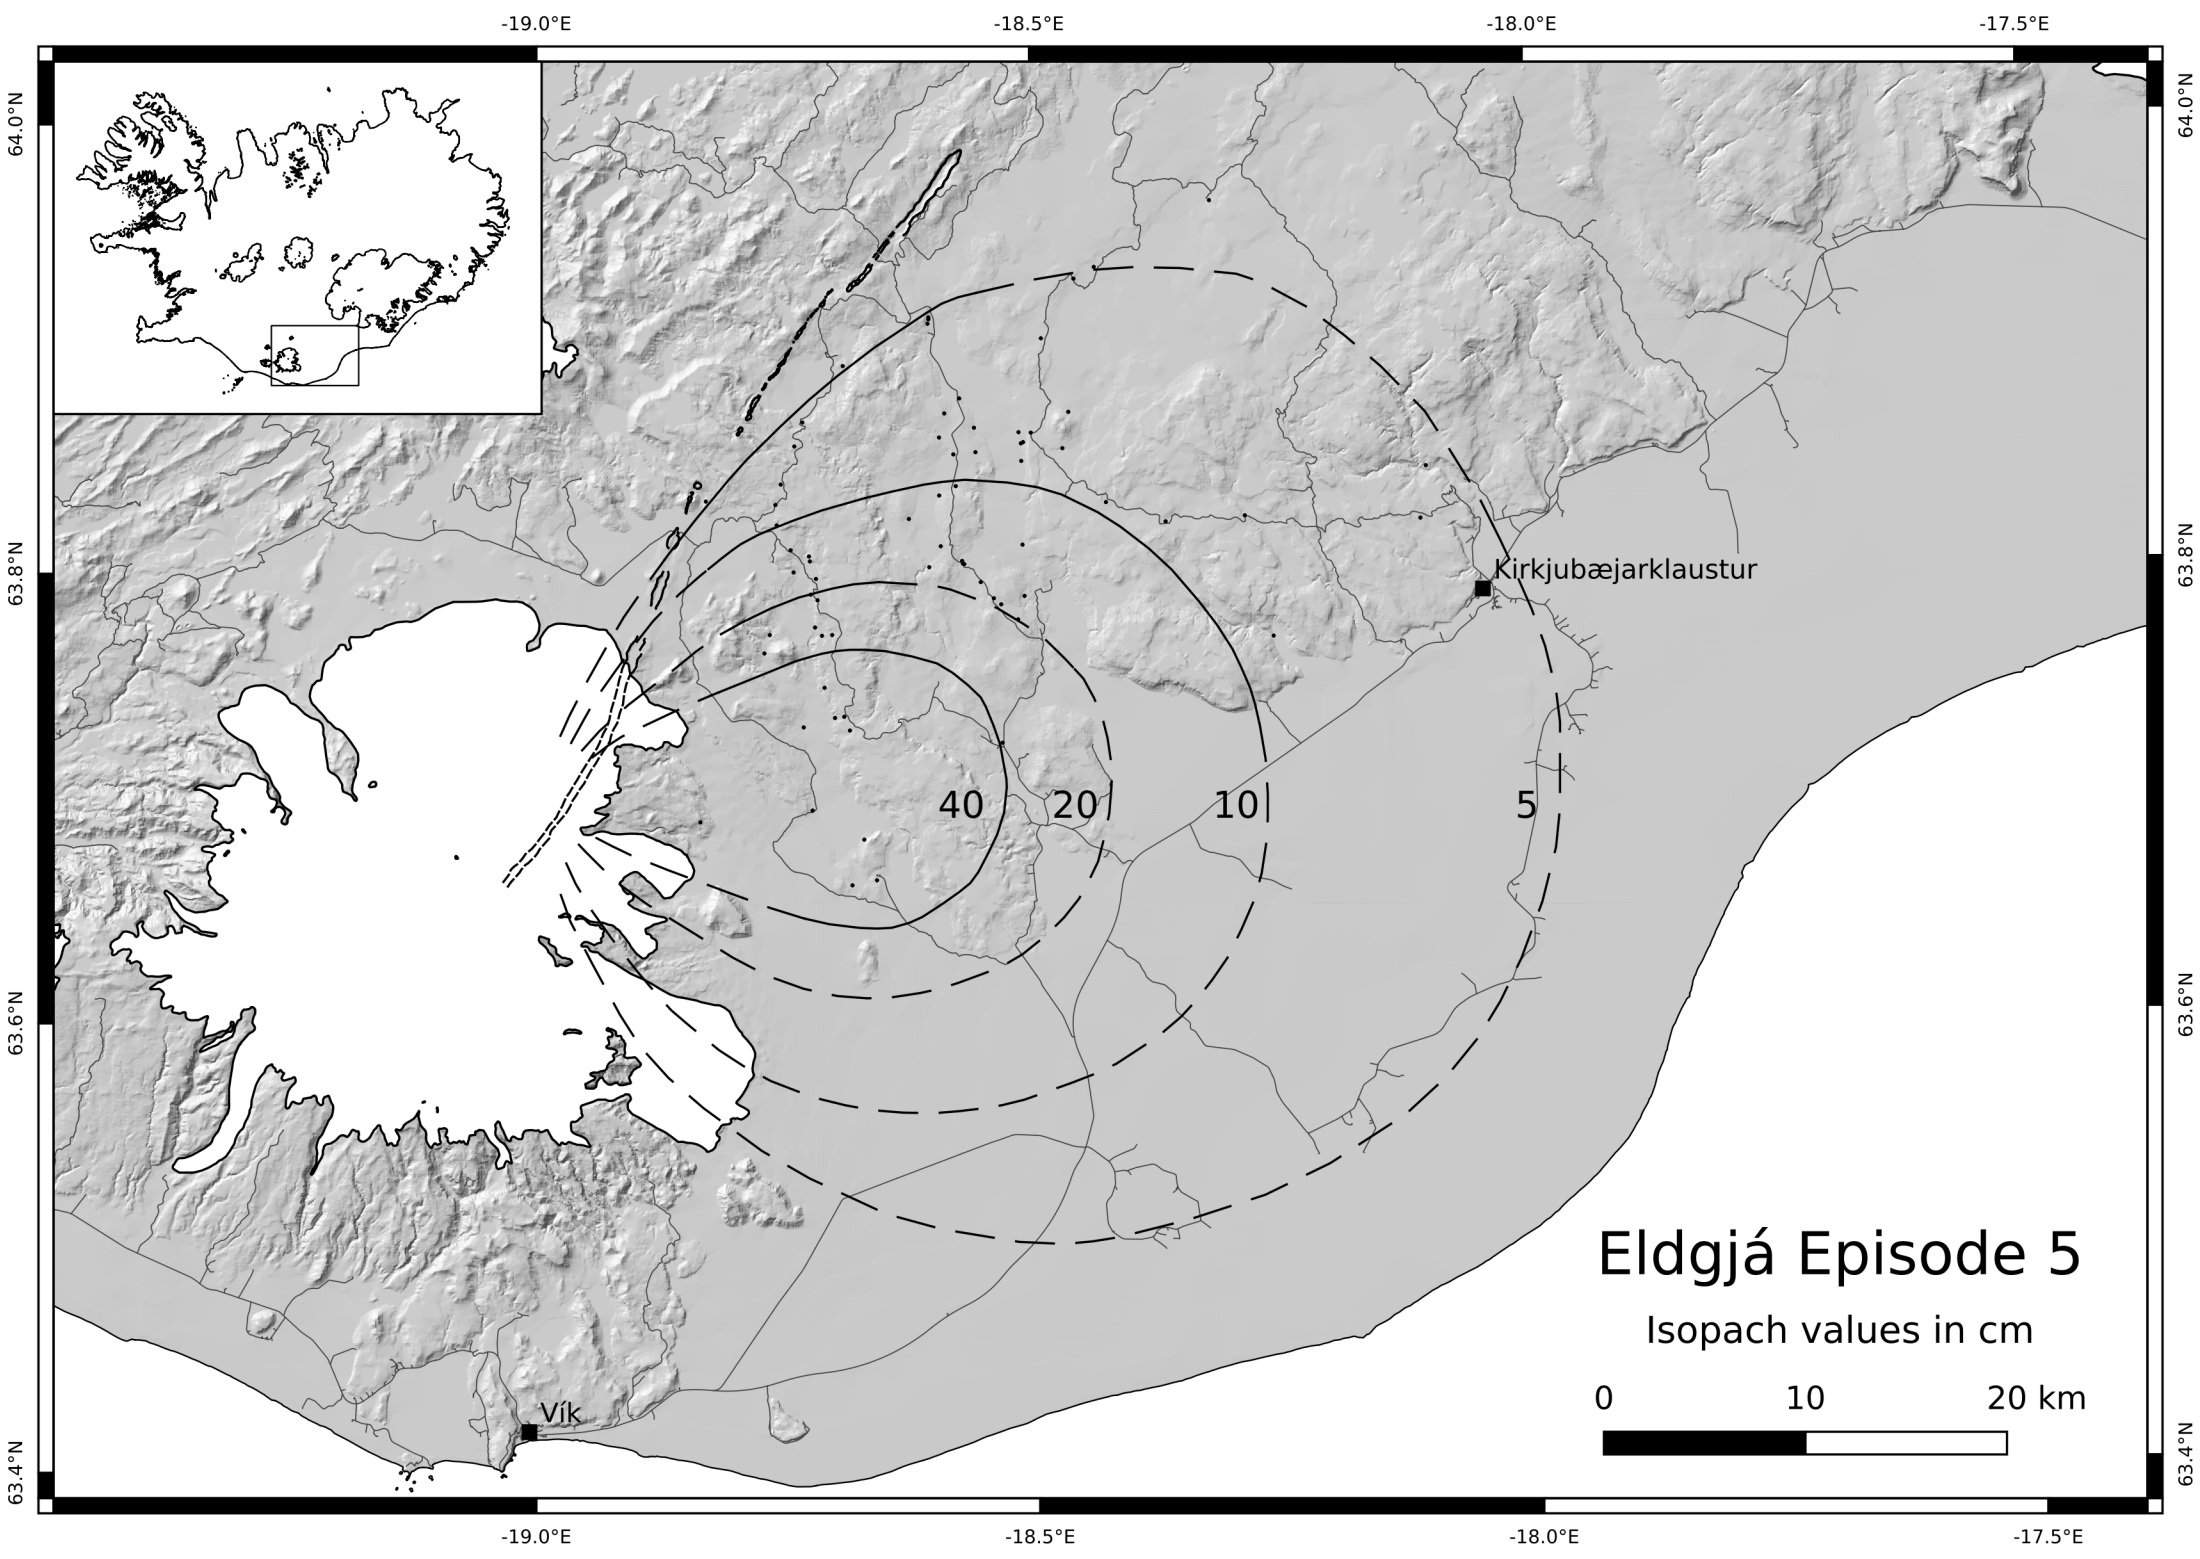 -19.0°E
-18.5°E
-18.0°E
-17.5°E
64.0°N
64.0°N
63.8°N
63.8°N
Kirkjubæjarklaustur
40
20
10
5
63.6°N
63.6°N
Eldgjá Episode 5
Isopach values in cm
0
10
20 km
Vík
63.4°N
63.4°N
-19.0°E
-18.5°E
-18.0°E
-17.5°E